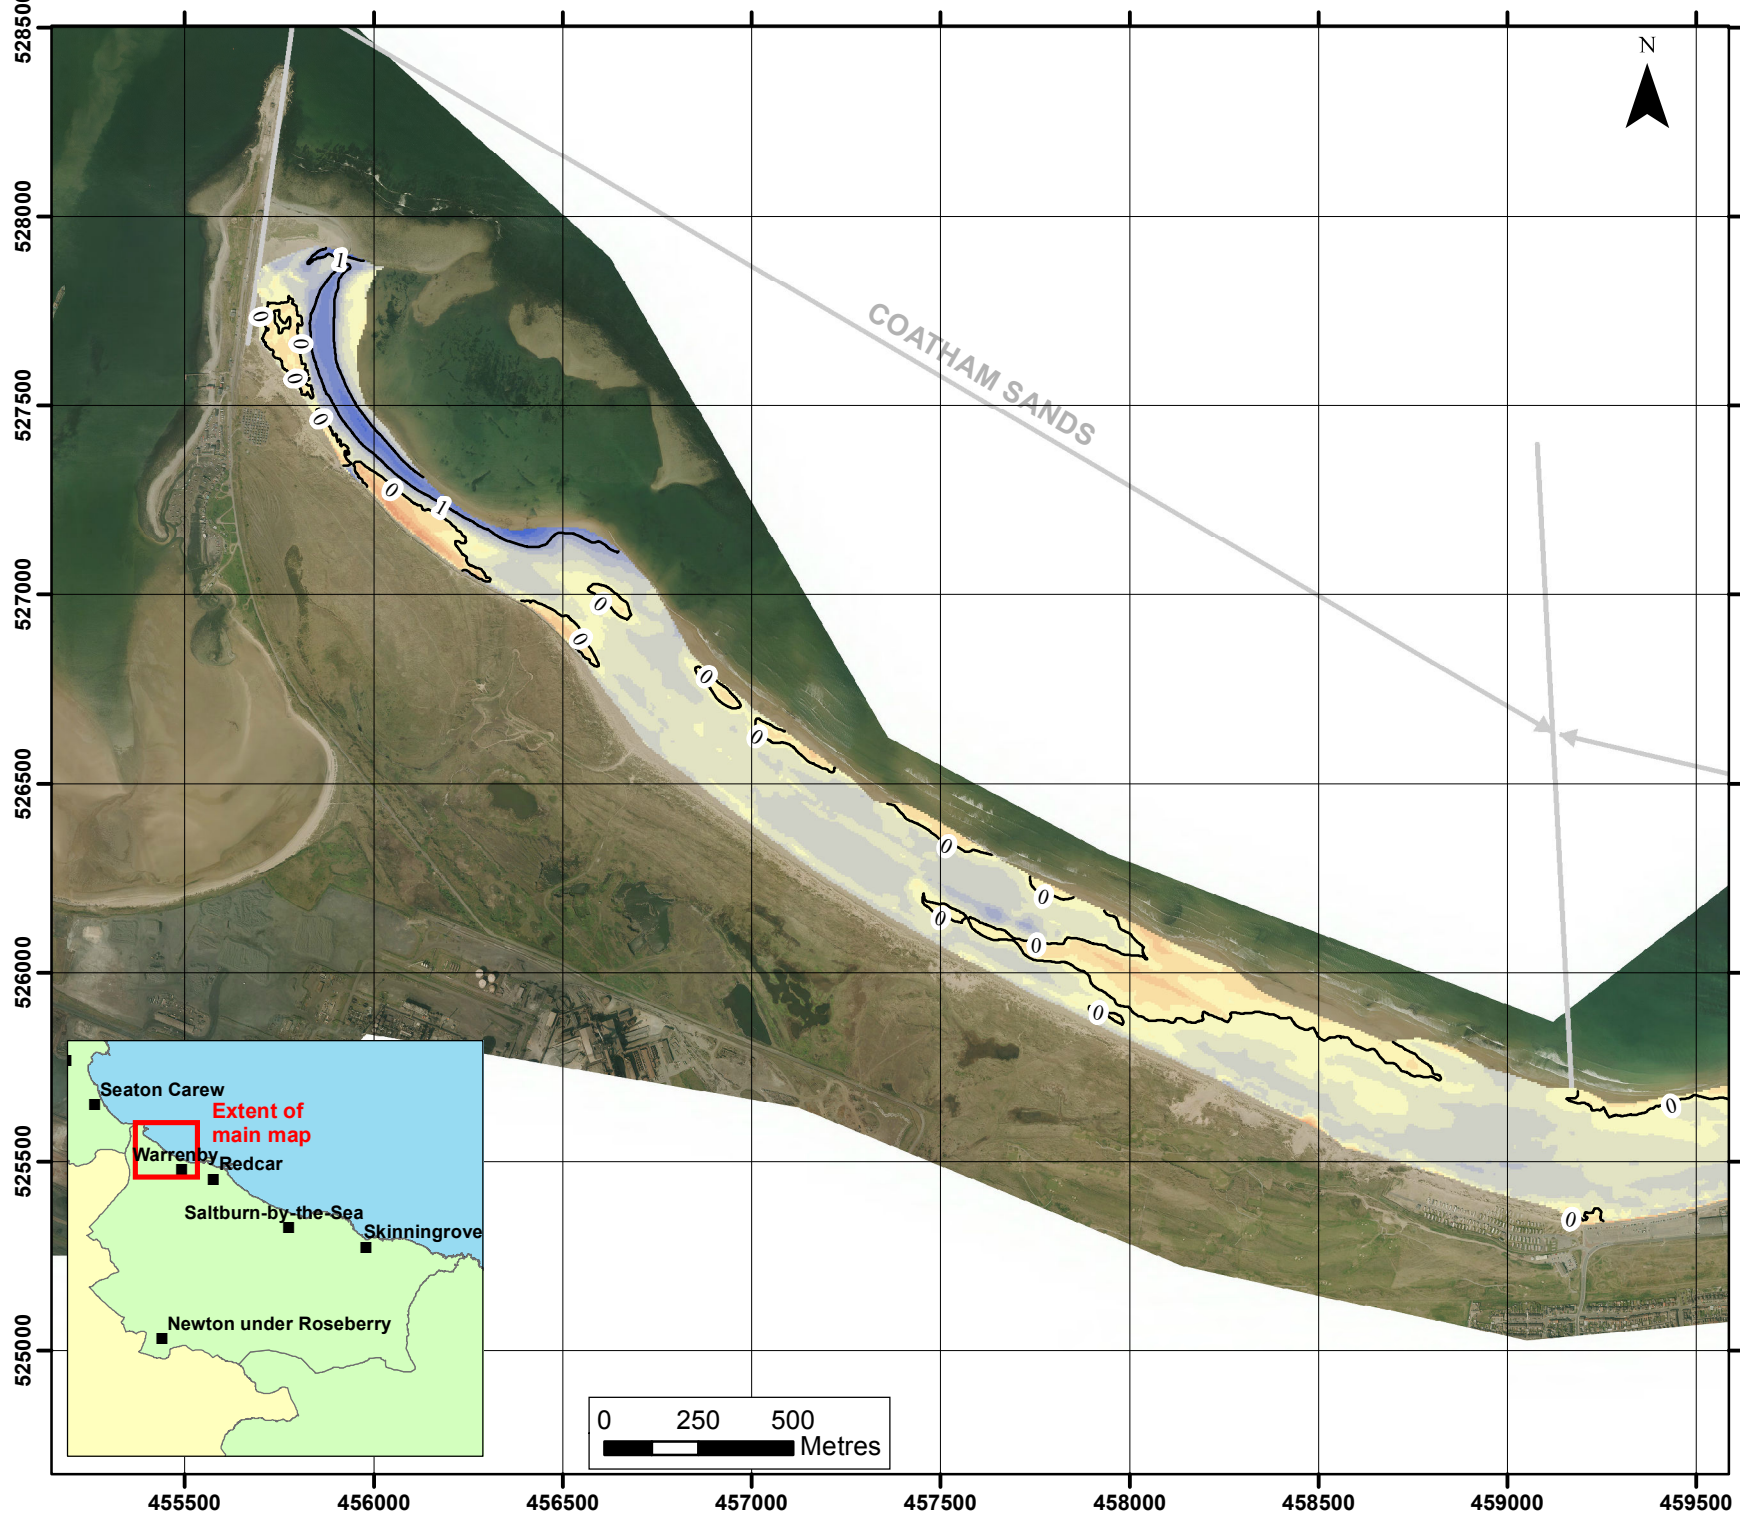 N
528500
528000
527500
527000
526500
526000
525500
525000
COATHAM SANDS
1
0
0
0
0
0
1
0
0
0
0
0
0
0
0
0
0
0
Seaton Carew
Extent of
main map
Warrenby
Redcar
Saltburn-by-the-Sea
Skinningrove
Newton under Roseberry
0 250 500
Metres
455500 456000 456500 457000 457500 458000 458500 459000 459500